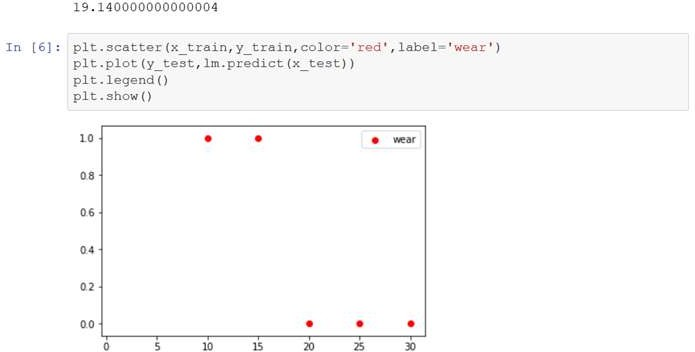 19.140000000000004
In [6]: plt.scatter(x_train,y_train,color='red',label='wear')
plt.plot(y_test,lm.predict(x_test))
plt.legend()
plt.show()
wear
1.0
0.8
0.6
0.4
0.2
0.0
0 5 10 15 20 25 30